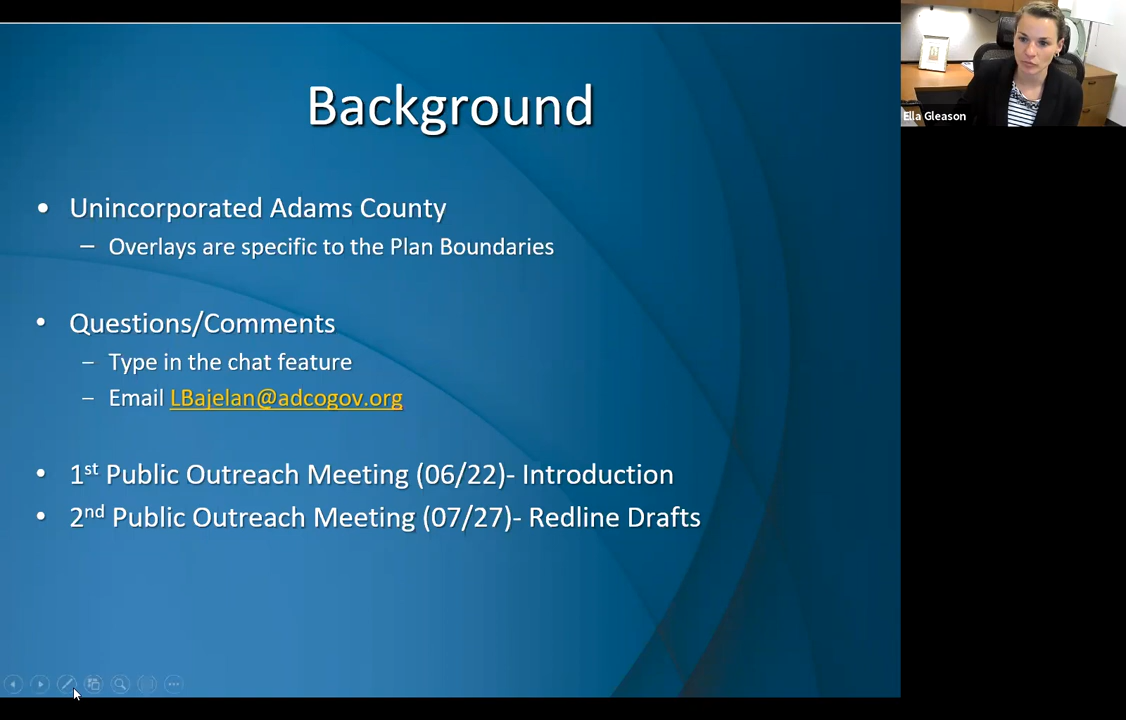 Background
• Unincorporated Adams County
– Overlays are specific to the Plan Boundaries
• Questions/Comments
– Type in the chat feature
– Email LBajelan@adcogov.org
• 1st Public Outreach Meeting (06/22)- Introduction
• 2nd Public Outreach Meeting (07/27)- Redline Drafts
Ella Gleason